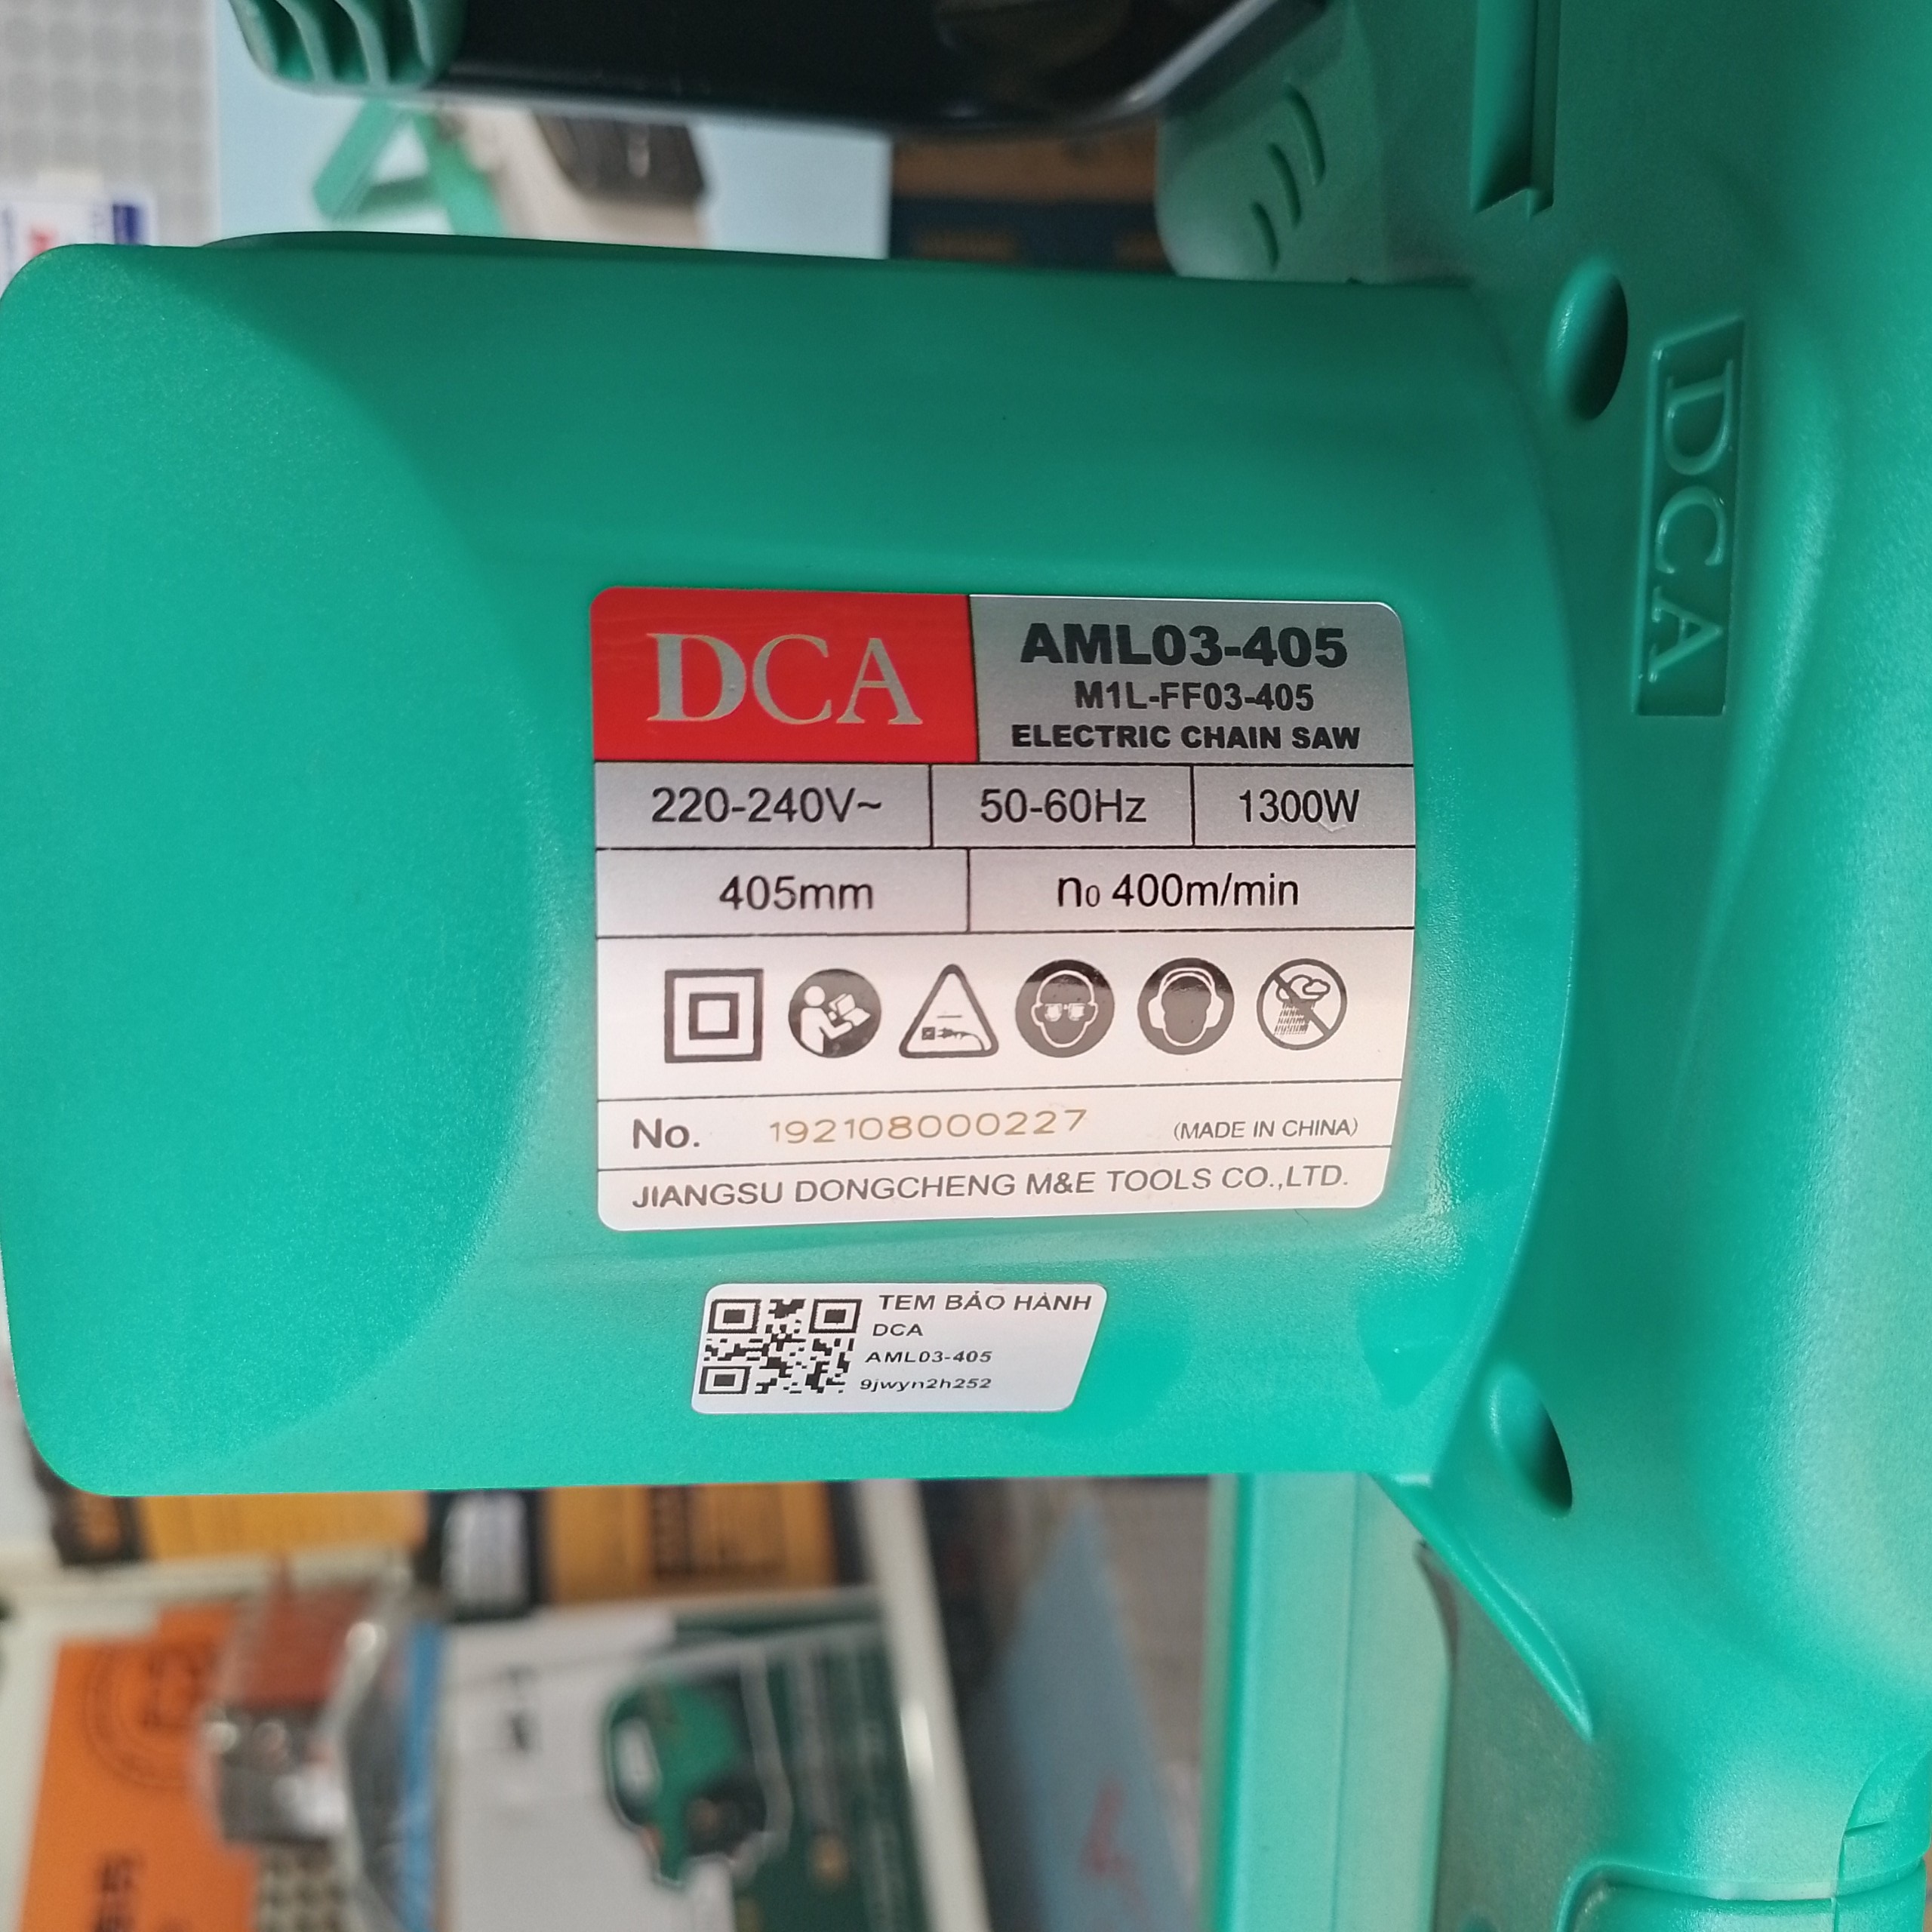 DCA
AML03-405
M1L-FF03-405
ELECTRIC CHAIN SAW
220-240V~ 50-60Hz 1300W
405mm n₀ 400m/min
No. 192108000227 (MADE IN CHINA)
JIANGSU DONGCHENG M&E TOOLS CO.,LTD.
TEM BẢO HÀNH
DCA
AML03-405
9jwyn2h252
DCA